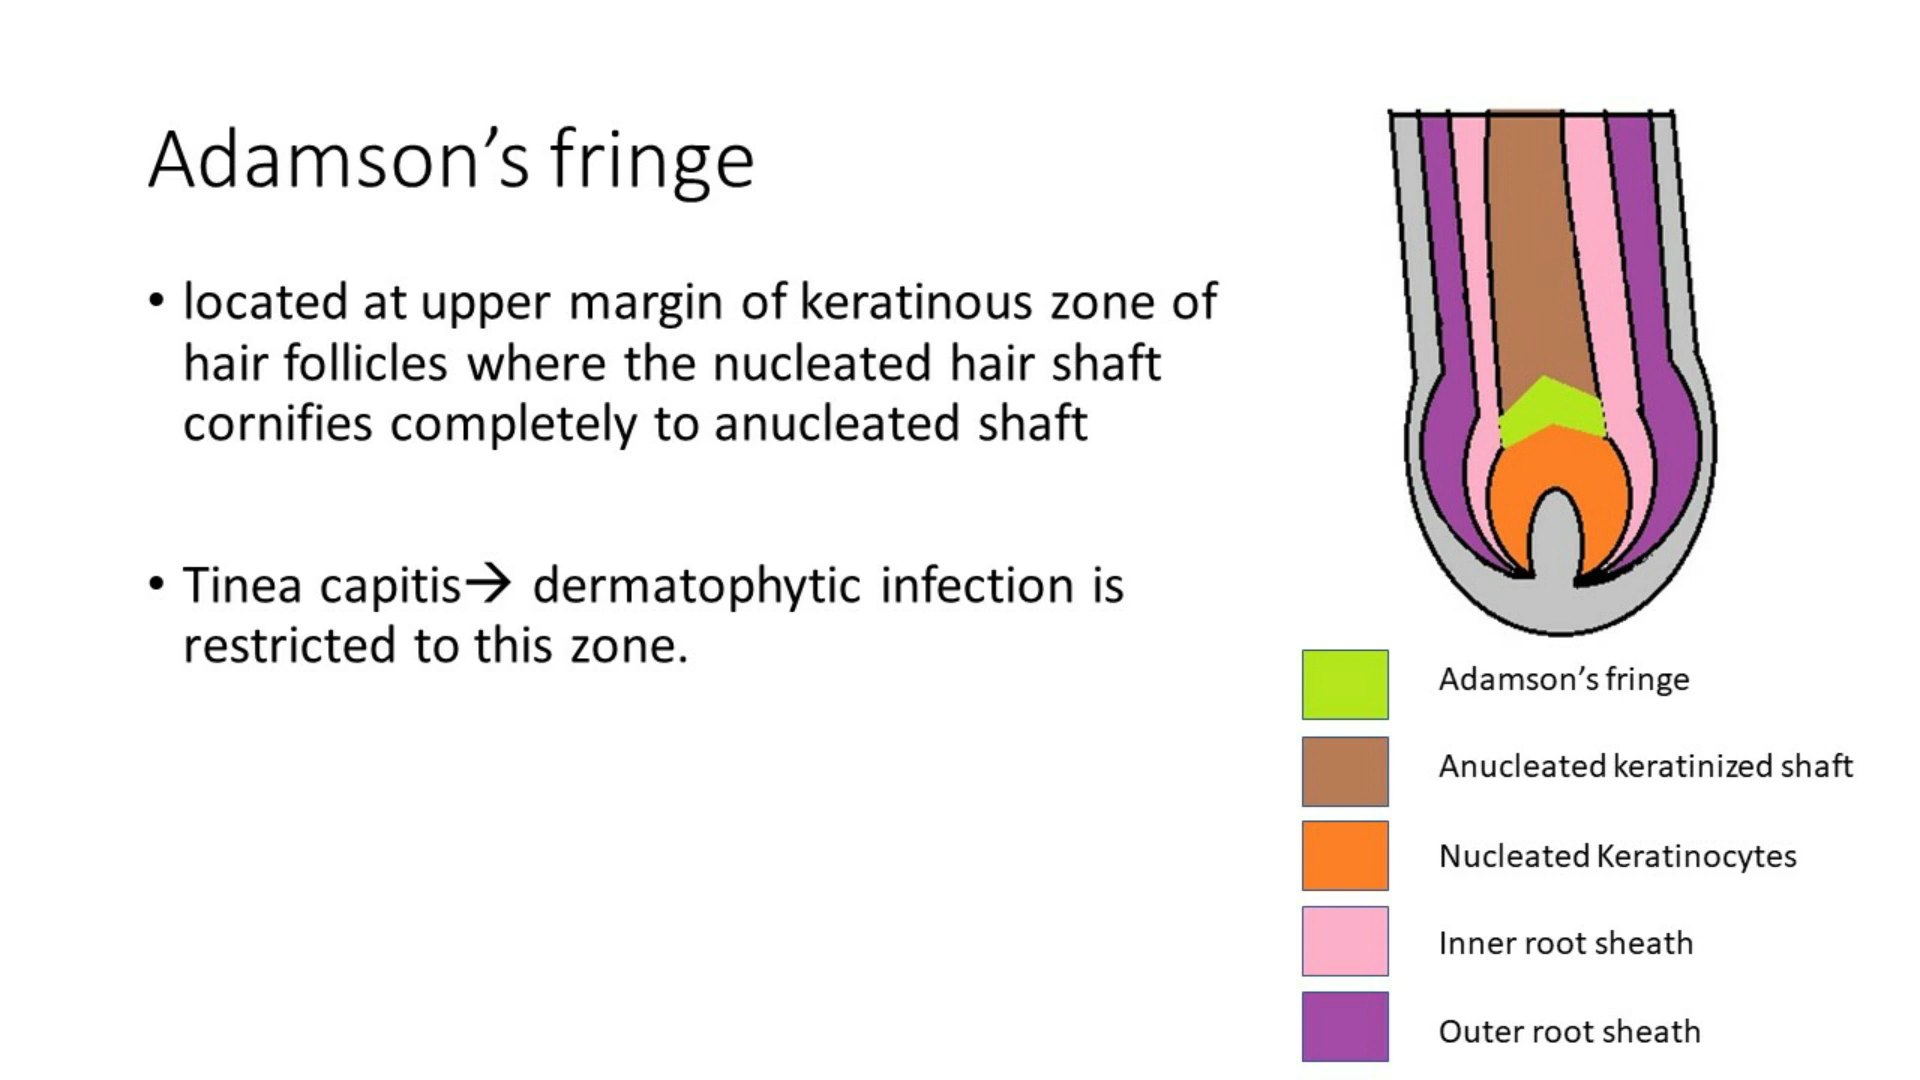 Adamson’s fringe
• located at upper margin of keratinous zone of
hair follicles where the nucleated hair shaft
cornifies completely to anucleated shaft
• Tinea capitis→ dermatophytic infection is
restricted to this zone.
Adamson’s fringe
Anucleated keratinized shaft
Nucleated Keratinocytes
Inner root sheath
Outer root sheath